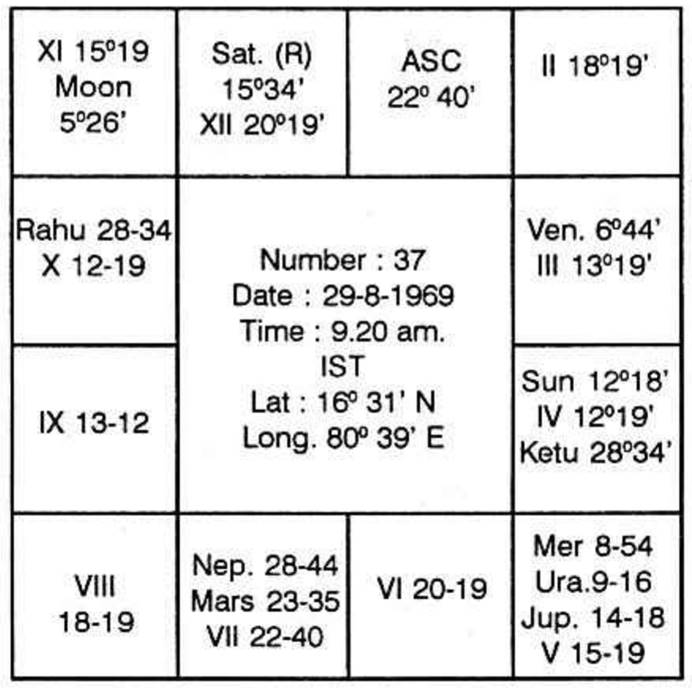 XI 15º19
Moon
5º26’
Sat. (R)
15º34’
XII 20º19’
ASC
22º 40’
II 18º19’
Rahu 28-34
X 12-19
Number : 37
Date : 29-8-1969
Time : 9.20 am.
IST
Lat : 16º 31’ N
Long. 80º 39’ E
Ven. 6º44’
III 13º19’
IX 13-12
Sun 12º18’
IV 12º19’
Ketu 28º34’
VIII
18-19
Nep. 28-44
Mars 23-35
VII 22-40
VI 20-19
Mer 8-54
Ura.9-16
Jup. 14-18
V 15-19